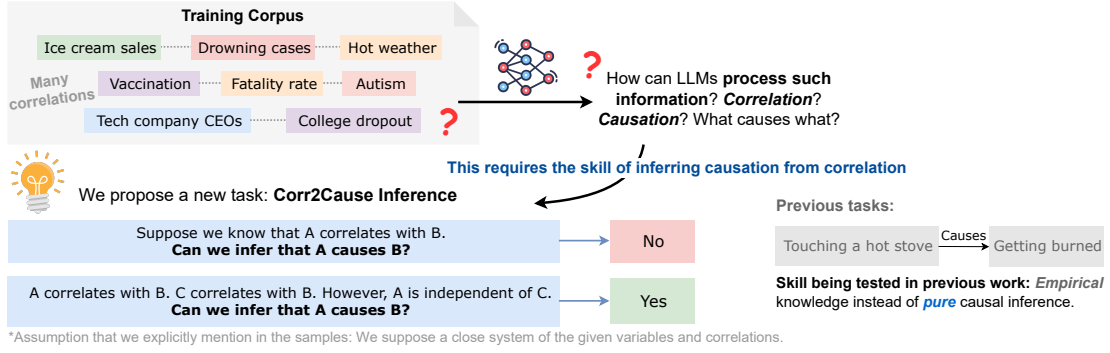 Training Corpus
Ice cream sales
Drowning cases
Hot weather
Many
correlations
Vaccination
Fatality rate
Autism
Tech company CEOs
College dropout
?
?
How can LLMs process such
information? Correlation?
Causation? What causes what?
This requires the skill of inferring causation from correlation
We propose a new task: Corr2Cause Inference
Suppose we know that A correlates with B.
Can we infer that A causes B?
No
A correlates with B. C correlates with B. However, A is independent of C.
Can we infer that A causes B?
Yes
Previous tasks:
Touching a hot stove
Causes
Getting burned
Skill being tested in previous work: Empirical
knowledge instead of pure causal inference.
*Assumption that we explicitly mention in the samples: We suppose a close system of the given variables and correlations.